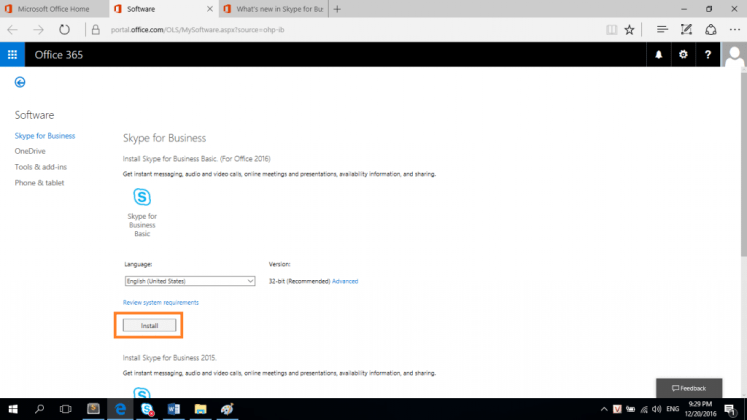 Microsoft Office Home
Software
What's new in Skype for Bus
portal.office.com/OLS/MySoftware.aspx?source=ohp-ib
Office 365
Software
Skype for Business
OneDrive
Tools & add-ins
Phone & tablet
Skype for Business
Install Skype for Business Basic. (For Office 2016)
Get instant messaging, audio and video calls, online meetings and presentations, availability information, and sharing.
Skype for
Business
Basic
Language:
Version:
English (United States)
32-bit (Recommended) Advanced
Review system requirements
Install
Install Skype for Business 2015.
Get instant messaging, audio and video calls, online meetings and presentations, availability information, and sharing.
Feedback
ENG
9:29 PM
12/20/2016